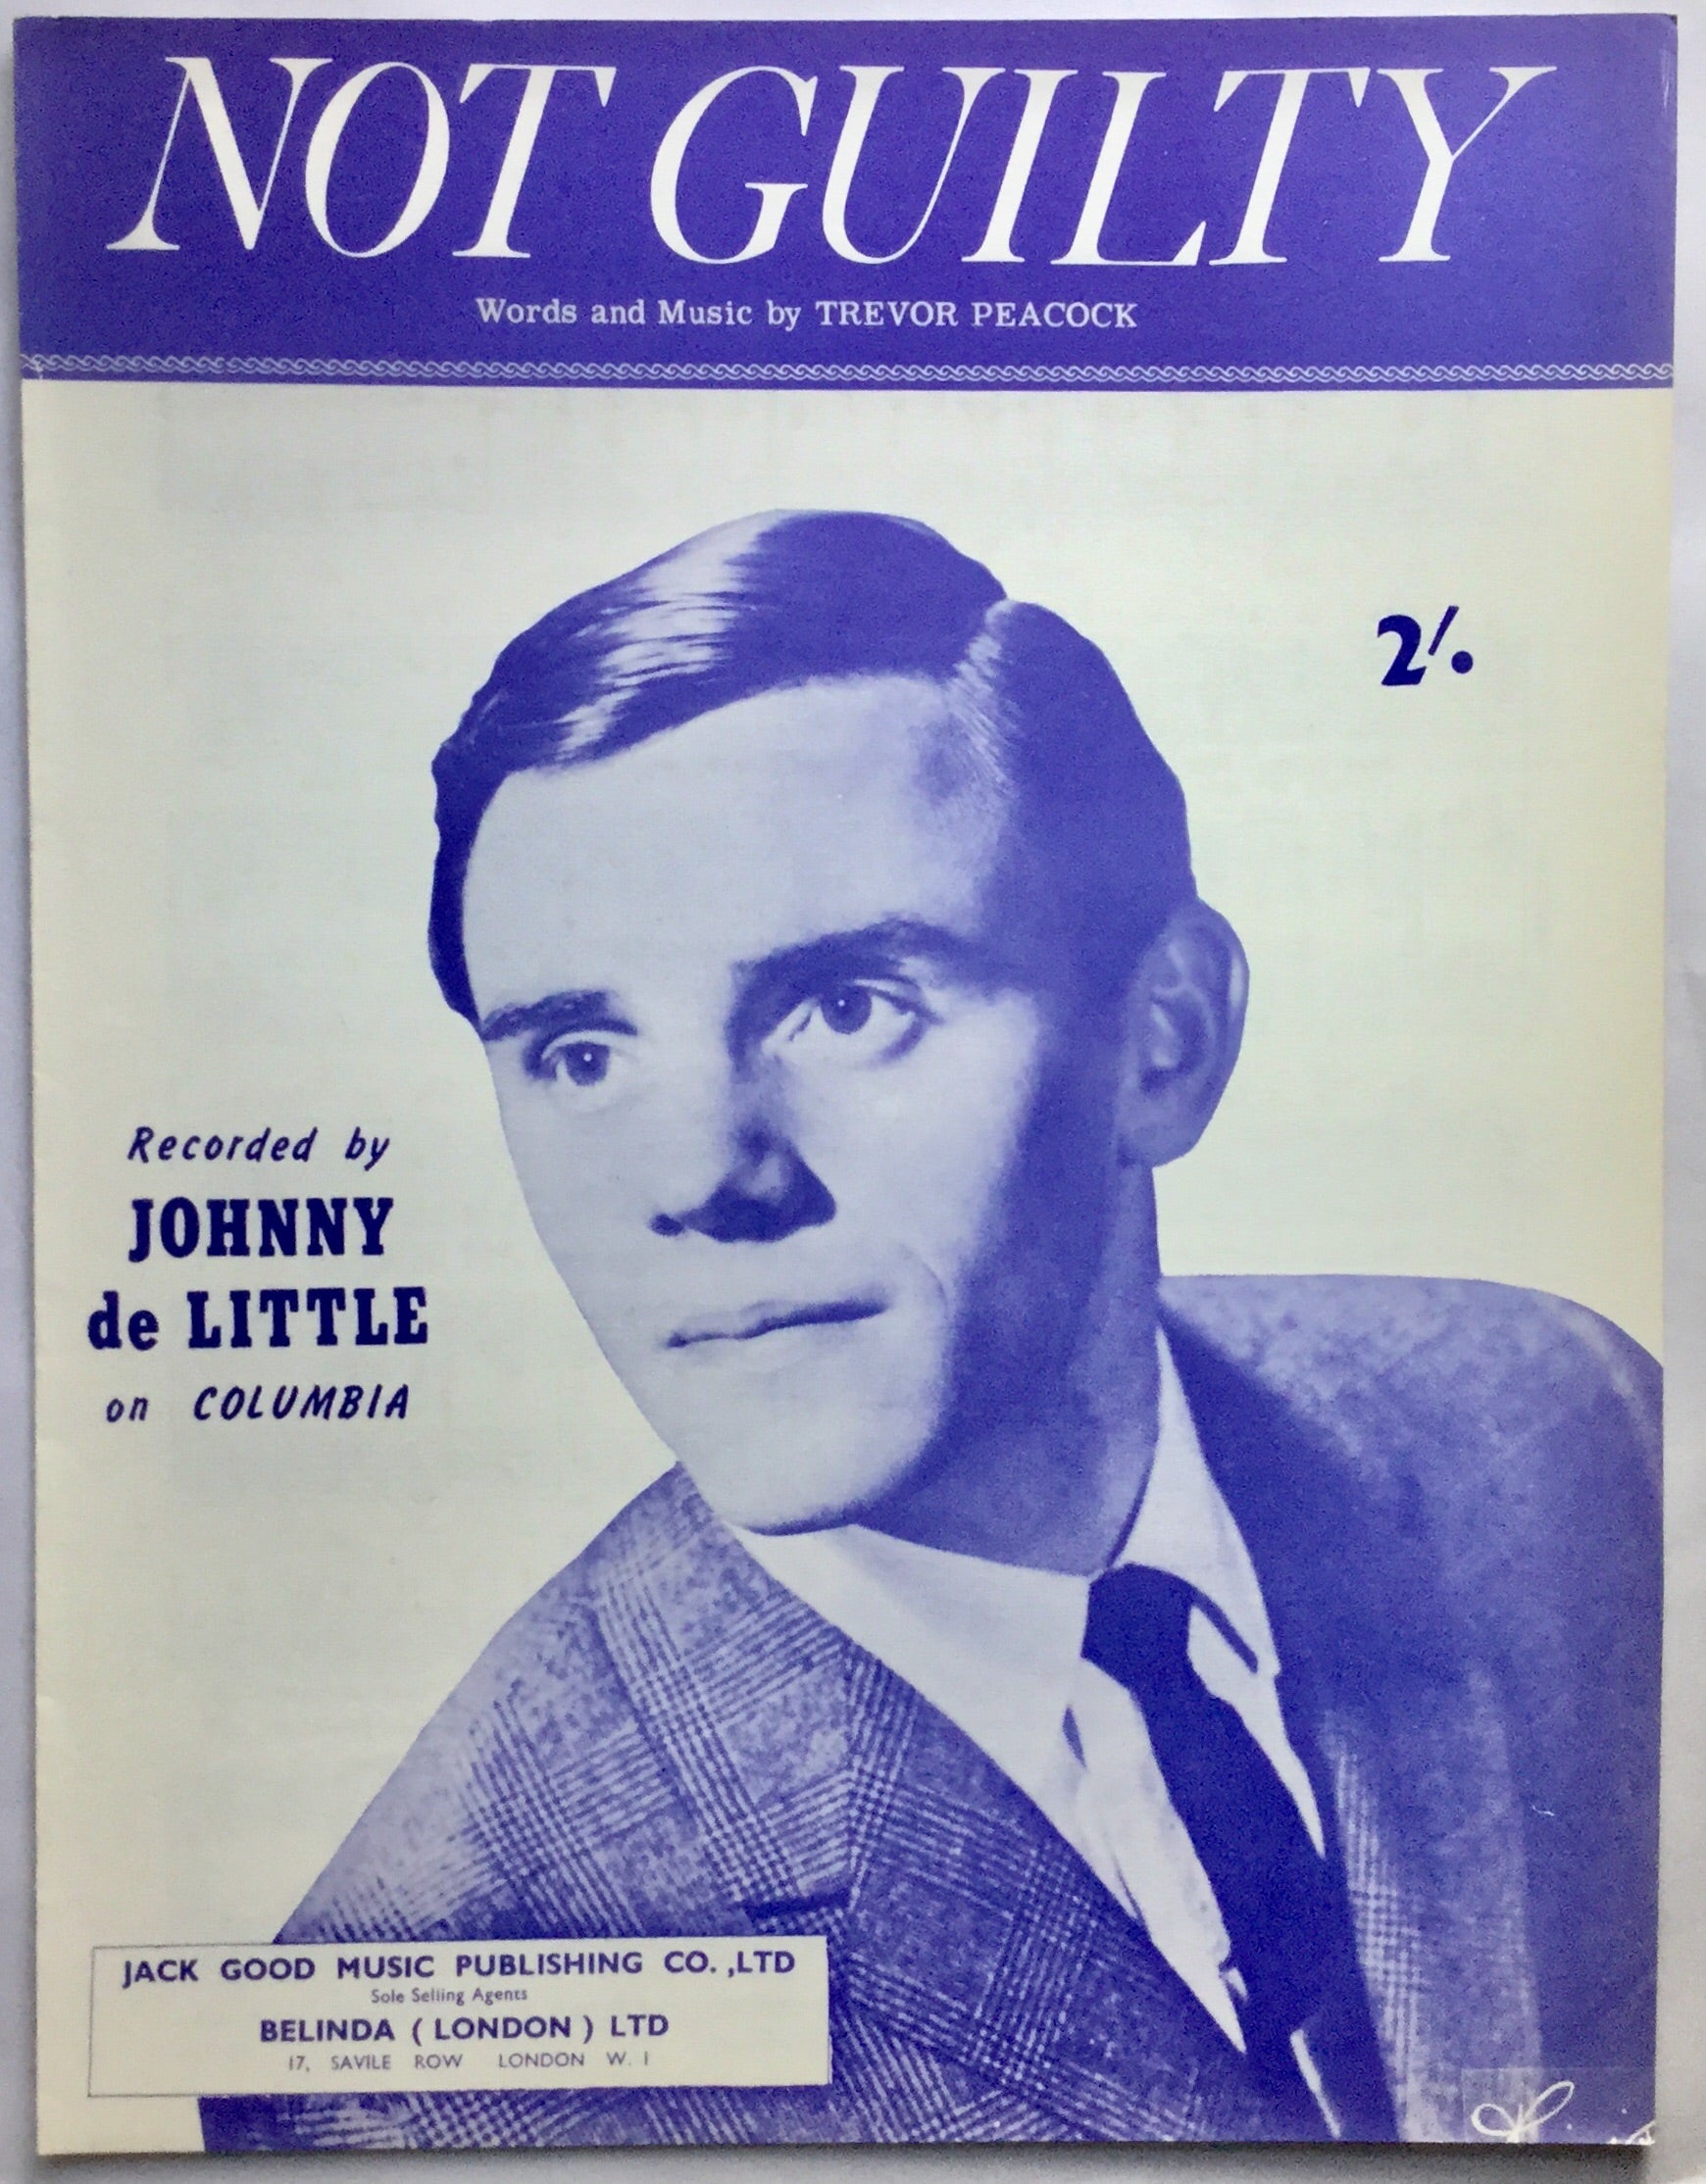 NOT GUILTY
Words and Music by TREVOR PEACOCK
2/.
Recorded by
JOHNNY
de LITTLE
on COLUMBIA
JACK GOOD MUSIC PUBLISHING CO.,LTD
Sole Selling Agents
BELINDA (LONDON) LTD
17, SAVILE ROW LONDON W. 1